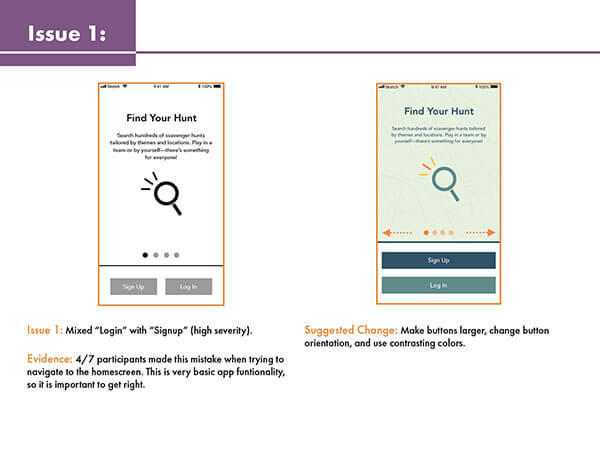 Issue 1:
Sketch 9:41 AM 100%
Find Your Hunt
Search hundreds of scavenger hunts
tailored by themes and locations. Play in a
team or by yourself—there's something
for everyone!
Sign Up
Log In
Sketch 9:41 AM 100%
Find Your Hunt
Search hundreds of scavenger hunts tailored
by themes and locations. Play in a team or by
yourself—there's something for everyone!
Sign Up
Log In
Issue 1: Mixed “Login” with “Signup” (high severity).
Evidence: 4/7 participants made this mistake when trying to
navigate to the homescreen. This is very basic app funtionality,
so it is important to get right.
Suggested Change: Make buttons larger, change button
orientation, and use contrasting colors.